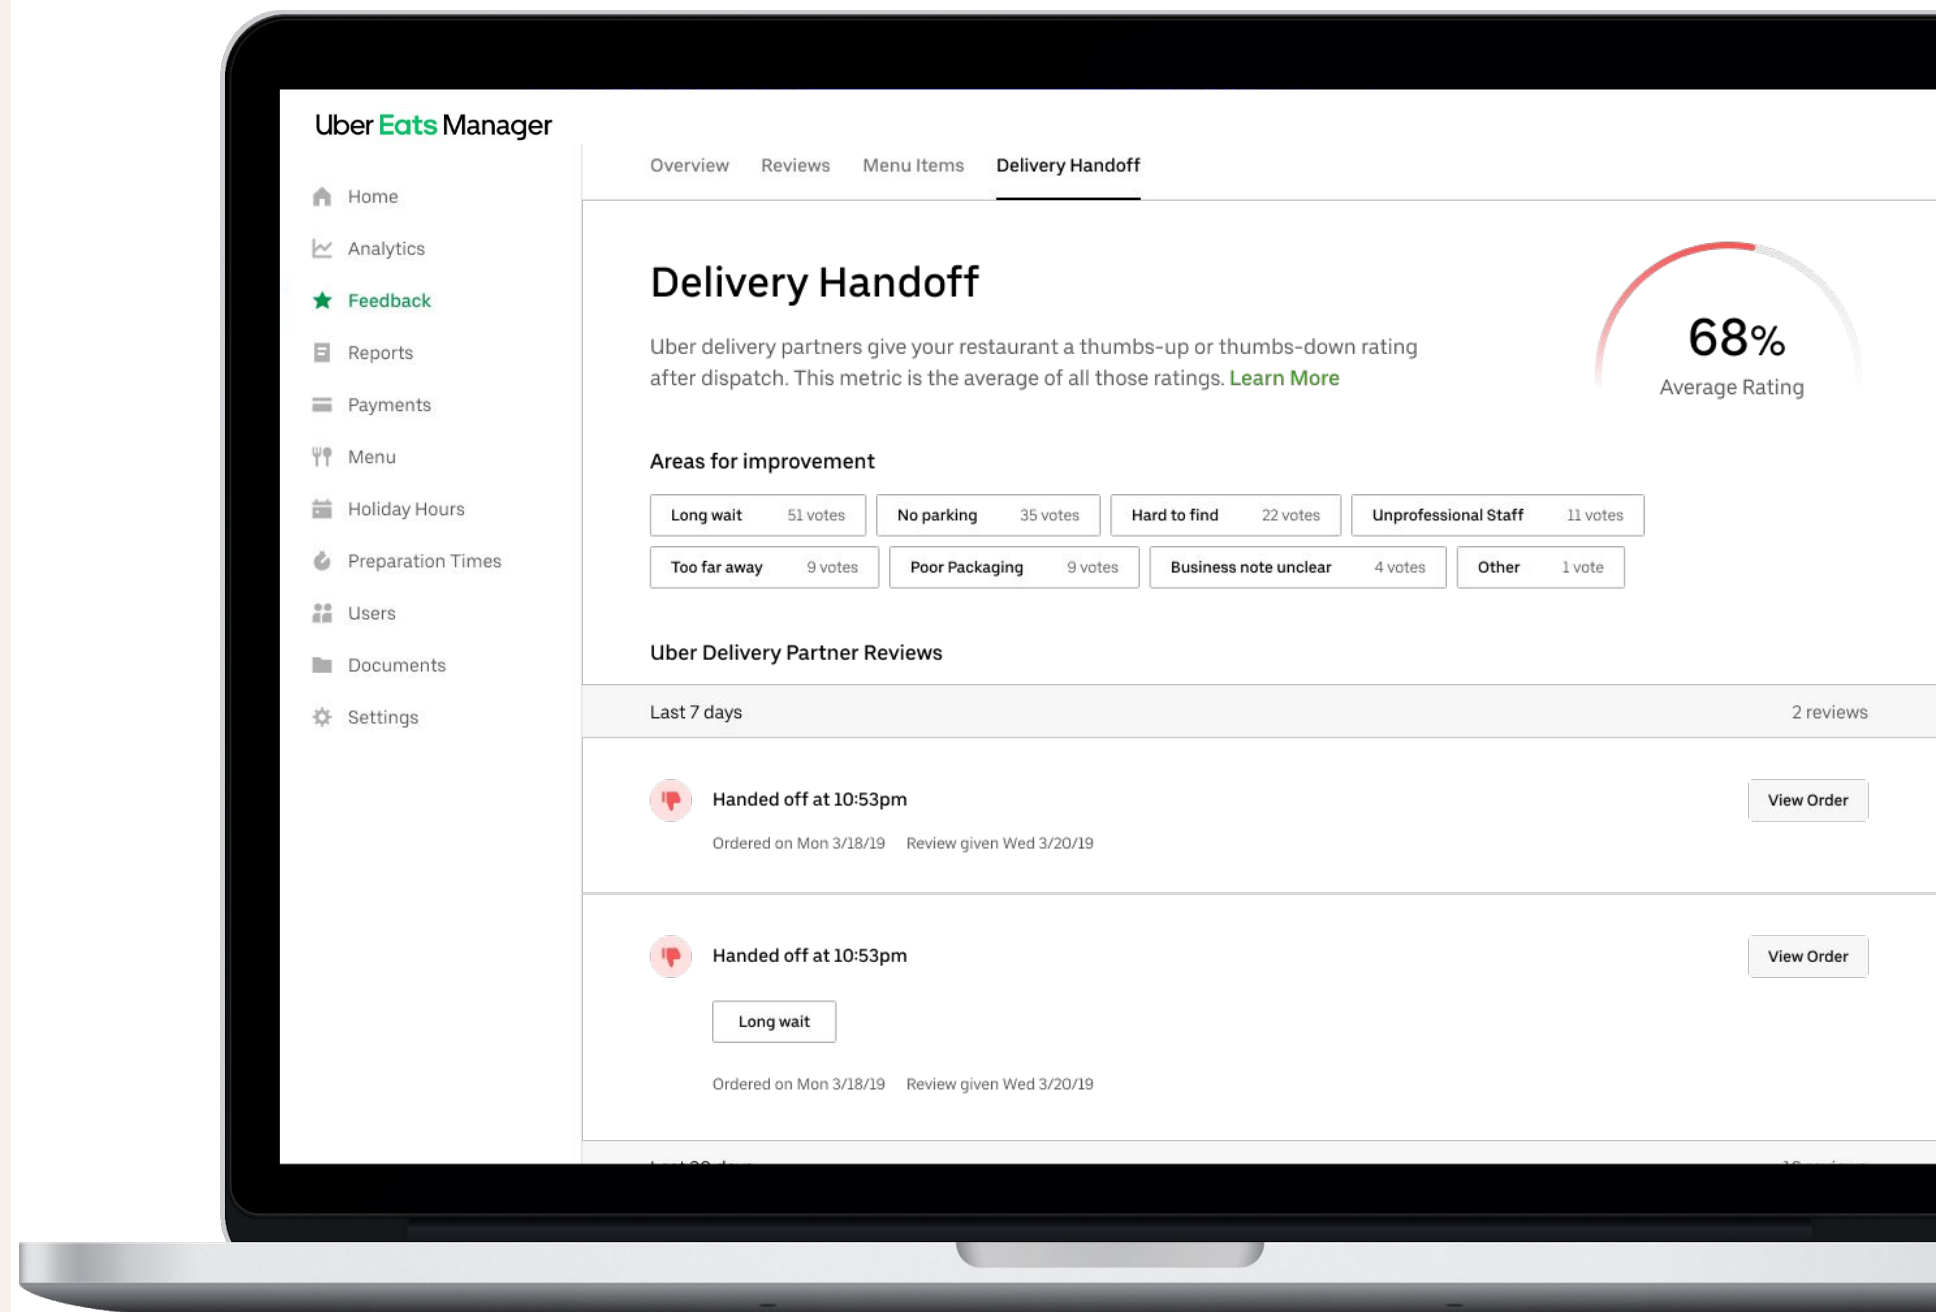 Uber Eats Manager
Overview Reviews Menu Items Delivery Handoff
Home
Analytics
Feedback
Reports
Payments
Menu
Holiday Hours
Preparation Times
Users
Documents
Settings
Delivery Handoff
Uber delivery partners give your restaurant a thumbs-up or thumbs-down rating
after dispatch. This metric is the average of all those ratings. Learn More
68%
Average Rating
Areas for improvement
Long wait 51 votes No parking 35 votes Hard to find 22 votes Unprofessional Staff 11 votes
Too far away 9 votes Poor Packaging 9 votes Business note unclear 4 votes Other 1 vote
Uber Delivery Partner Reviews
Last 7 days 2 reviews
Handed off at 10:53pm View Order
Ordered on Mon 3/18/19 Review given Wed 3/20/19
Handed off at 10:53pm View Order
Long wait
Ordered on Mon 3/18/19 Review given Wed 3/20/19